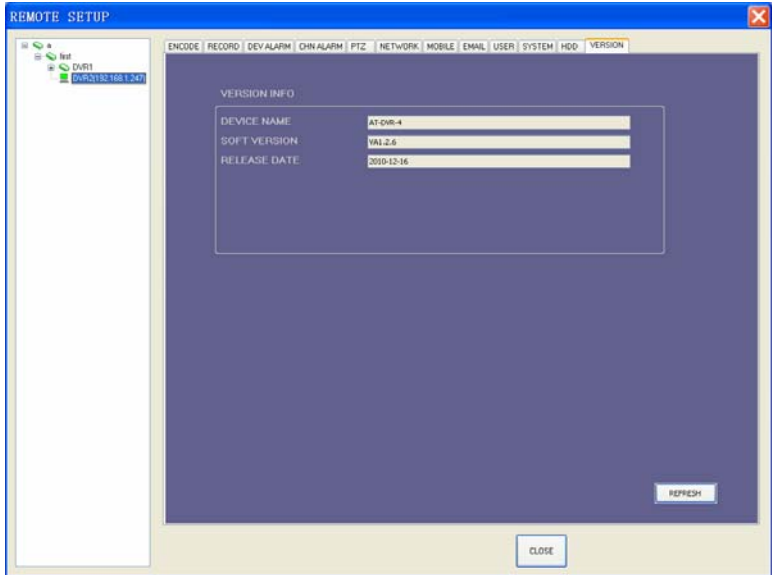 REMOTE SETUP
a
first
DVR1
DVR2(192.168.1.247)
ENCODE RECORD DEV ALARM CHN ALARM PTZ NETWORK MOBILE EMAIL USER SYSTEM HDD VERSION
VERSION INFO
DEVICE NAME AT-DVR-4
SOFT VERSION VA1.2.6
RELEASE DATE 2010-12-16
REFRESH
CLOSE